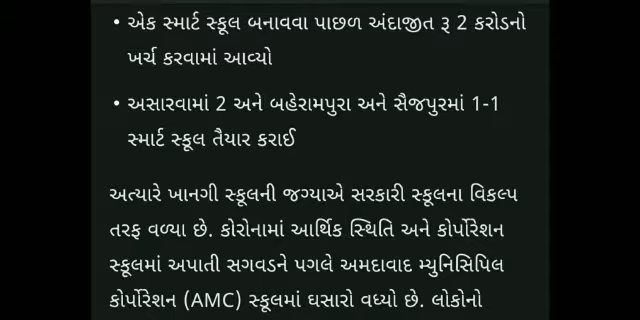 • એક સ્માર્ટ સ્કૂલ બનાવવા પાછળ અંદાજીત રૂ 2 કરોડનો
ખર્ચ કરવામાં આવ્યો
• અસારવામાં 2 અને બહેરામપુરા અને સૈજપુરમાં 1-1
સ્માર્ટ સ્કૂલ તૈયાર કરાઈ
અત્યારે ખાનગી સ્કૂલની જગ્યાએ સરકારી સ્કૂલના વિકલ્પ
તરફ વળ્યા છે. કોરોનામાં આર્થિક સ્થિતિ અને કોર્પોરેશન
સ્કૂલમાં અપાતી સગવડને પગલે અમદાવાદ મ્યુનિસિપિલ
કોર્પોરેશન (AMC) સ્કૂલમાં ઘસારો વધ્યો છે. લોકોનો